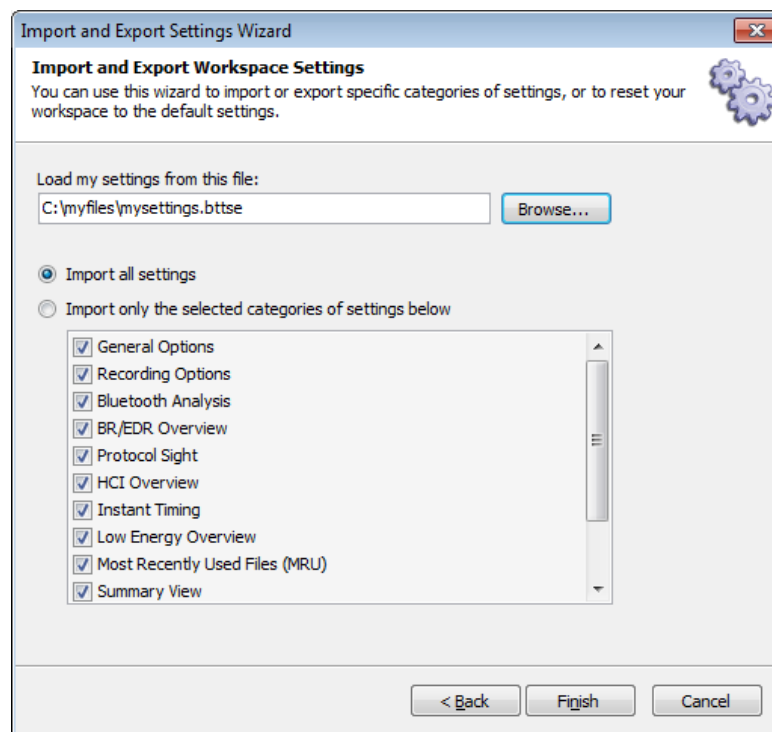 Import and Export Settings Wizard
Import and Export Workspace Settings
You can use this wizard to import or export specific categories of settings, or to reset your
workspace to the default settings.
Load my settings from this file:
C:\myfiles\mysettings.bttse
Browse...
Import all settings
Import only the selected categories of settings below
General Options
Recording Options
Bluetooth Analysis
BR/EDR Overview
Protocol Sight
HCI Overview
Instant Timing
Low Energy Overview
Most Recently Used Files (MRU)
Summary View
< Back
Finish
Cancel